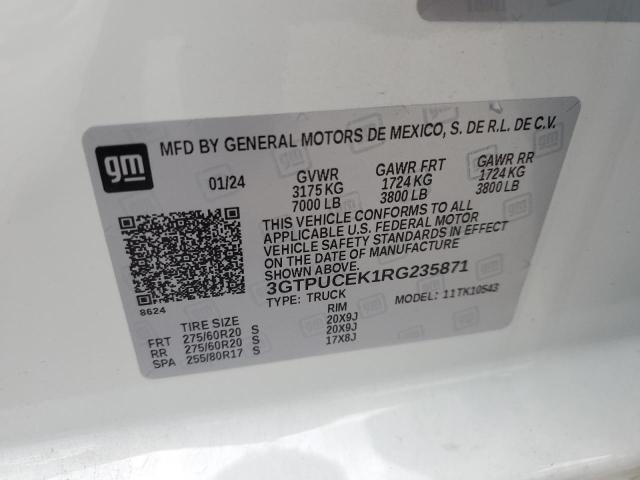 gm
MFD BY GENERAL MOTORS DE MEXICO, S. DE R.L. DE C.V.
01/24
GVWR
3175 KG
7000 LB
GAWR FRT
1724 KG
3800 LB
GAWR RR
1724 KG
3800 LB
THIS VEHICLE CONFORMS TO ALL
APPLICABLE U.S. FEDERAL MOTOR
VEHICLE SAFETY STANDARDS IN EFFECT
ON THE DATE OF MANUFACTURE
SHOWN ABOVE.
3GTPUCEK1RG235871
TYPE: TRUCK
MODEL: 11TK10543
8624
TIRE SIZE
RIM
FRT 275/60R20 S 20X9J
RR 275/60R20 S 20X9J
SPA 255/80R17 S 17X8J